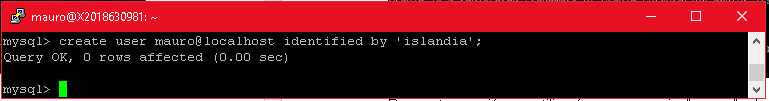 mauro@X2018630981: ~
mysql> create user mauro@localhost identified by 'islandia';
Query OK, 0 rows affected (0.00 sec)
mysql>